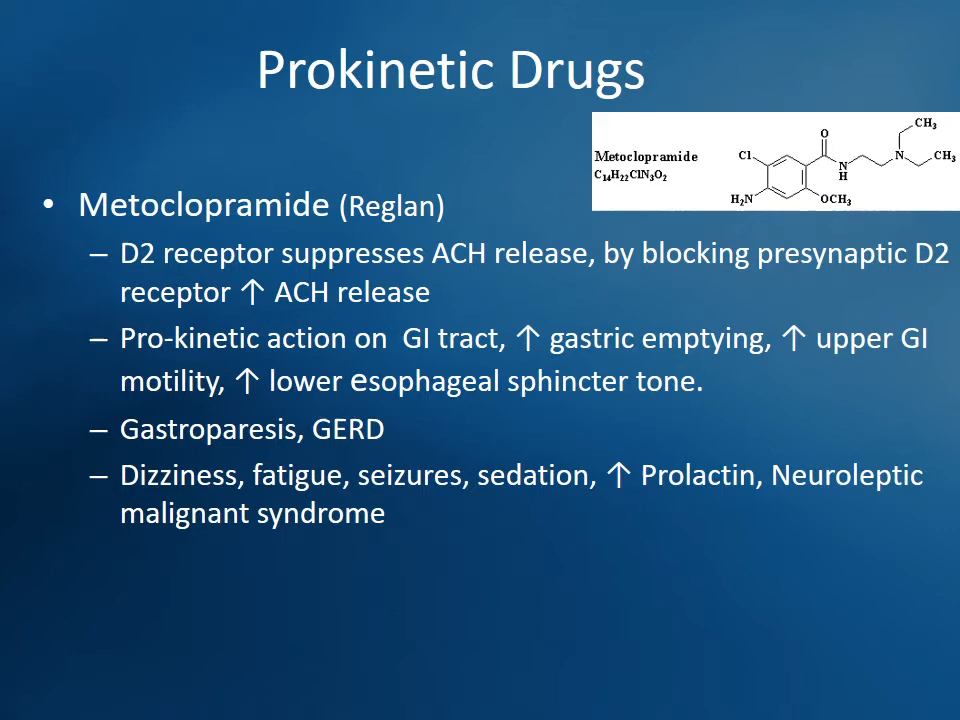 Prokinetic Drugs
Metoclopramide
C₁₄H₂₂ClN₃O₂
O
Cl
N
H
N
CH₃
CH₃
H₂N
OCH₃
• Metoclopramide (Reglan)
– D2 receptor suppresses ACH release, by blocking presynaptic D2
receptor ↑ ACH release
– Pro-kinetic action on GI tract, ↑ gastric emptying, ↑ upper GI
motility, ↑ lower esophageal sphincter tone.
– Gastroparesis, GERD
– Dizziness, fatigue, seizures, sedation, ↑ Prolactin, Neuroleptic
malignant syndrome